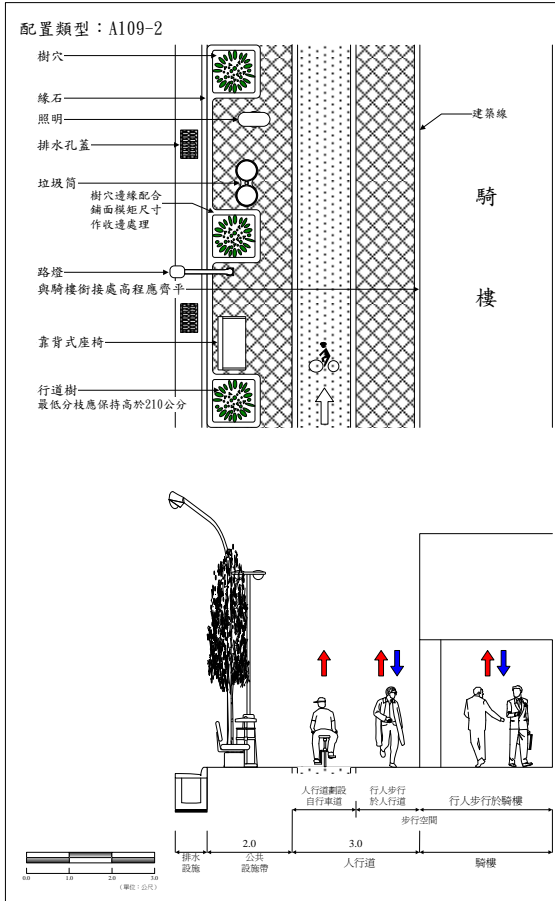 配置類型：A109-2
樹穴
緣石
照明
排水孔蓋
垃圾筒
樹穴邊緣配合
鋪面模矩尺寸
作收邊處理
路燈
與騎樓銜接處高程應齊平
靠背式座椅
行道樹
最低分枝應保持高於210公分
建築線
騎
樓
人行道劃設
自行車道
行人步行
於人行道
行人步行於騎樓
步行空間
2.0
3.0
排水
設施
公共
設施帶
人行道
騎樓
0.0
1.0
2.0
3.0
（單位：公尺）